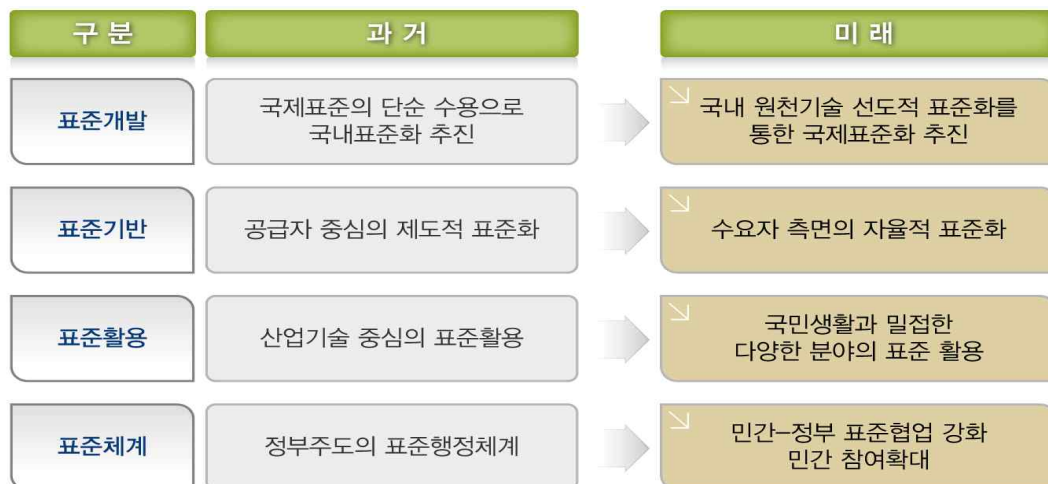 구 분 과 거 미 래
표준개발
국제표준의 단순 수용으로
국내표준화 추진
국내 원천기술 선도적 표준화를
통한 국제표준화 추진
표준기반
공급자 중심의 제도적 표준화
수요자 측면의 자율적 표준화
표준활용
산업기술 중심의 표준활용
국민생활과 밀접한
다양한 분야의 표준 활용
표준체계
정부주도의 표준행정체계
민간–정부 표준협업 강화
민간 참여확대